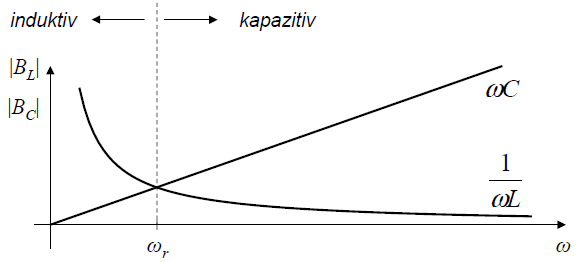 induktiv kapazitiv
|B_L|
|B_C|
ωC
1
ωL
ω_r ω